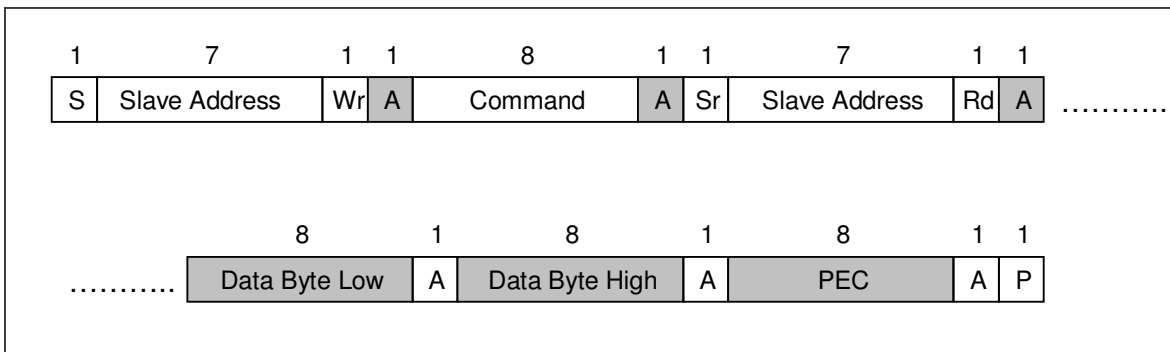 1 7 1 1 8 1 1 7 1 1
S Slave Address Wr A Command A Sr Slave Address Rd A ...........
8 1 8 1 8 1 1
........... Data Byte Low A Data Byte High A PEC A P